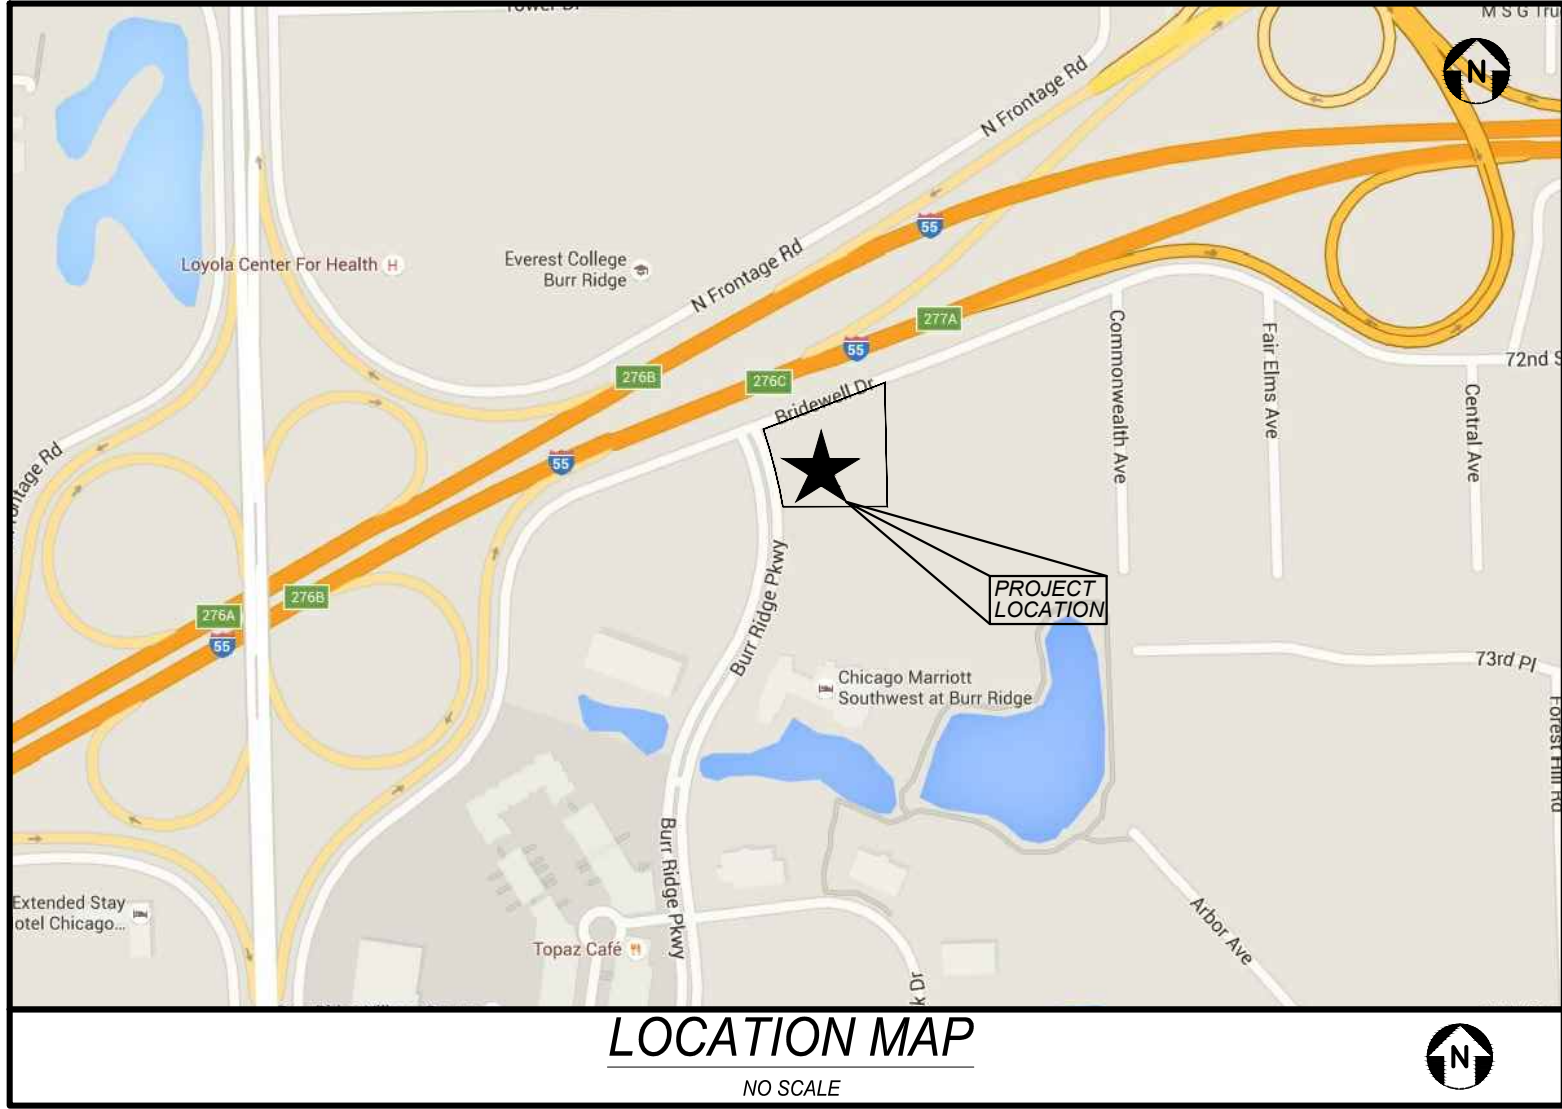 Tower Dr
M S G Tru
N
N Frontage Rd
55
Loyola Center For Health H
Everest College
Burr Ridge
N Frontage Rd
277A
55
276B
276C
Bridewell Dr
72nd S
Commonwealth Ave
Fair Elms Ave
Central Ave
rontage Rd
55
Burr Ridge Pkwy
PROJECT
LOCATION
276B
276A
55
73rd Pl
Chicago Marriott
Southwest at Burr Ridge
Forest Hill Rd
Burr Ridge Pkwy
Extended Stay
otel Chicago...
Arbor Ave
Topaz Café
k Dr
LOCATION MAP
NO SCALE
N